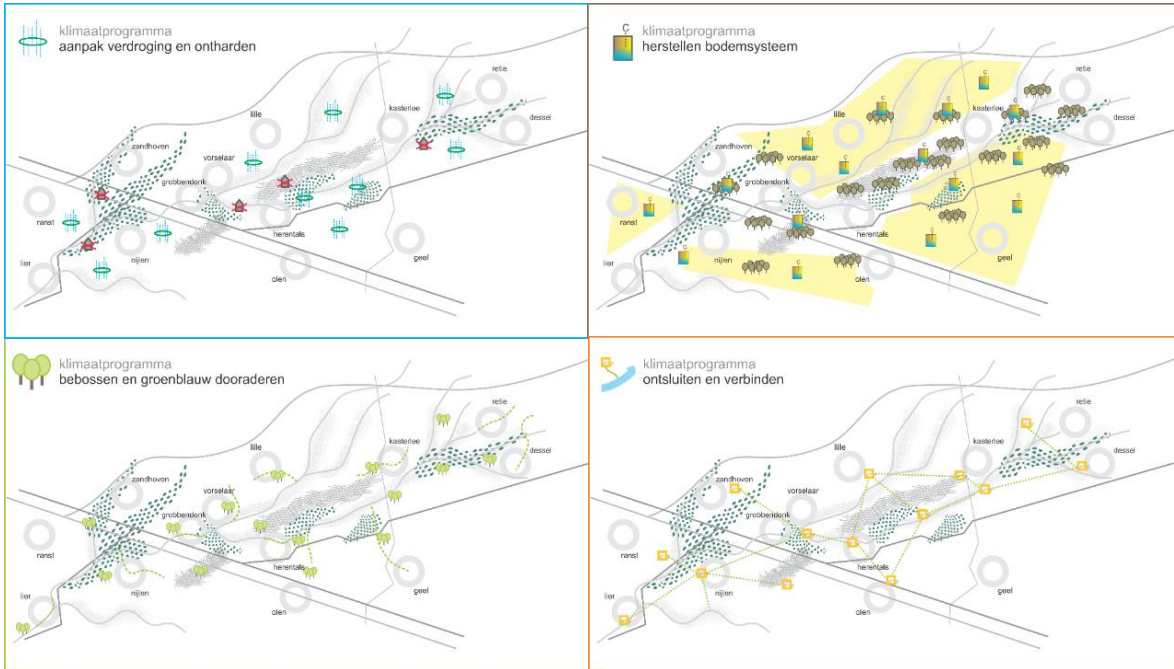 klimaatprogramma
aanpak verdroging en ontharden
retie
kasterlee
dessel
lille
zandhoven
vorselaar
grobbendonk
ranst
herentals
nijlen
geel
lier
olen
klimaatprogramma
herstellen bodemsysteem
retie
kasterlee
dessel
lille
zandhoven
vorselaar
grobbendonk
ranst
herentals
nijlen
geel
lier
olen
klimaatprogramma
bebossen en groenblauw dooraderen
retie
kasterlee
dessel
lille
zandhoven
vorselaar
grobbendonk
ranst
herentals
nijlen
geel
lier
olen
klimaatprogramma
ontsluiten en verbinden
retie
kasterlee
dessel
lille
zandhoven
vorselaar
grobbendonk
ranst
herentals
nijlen
geel
lier
olen